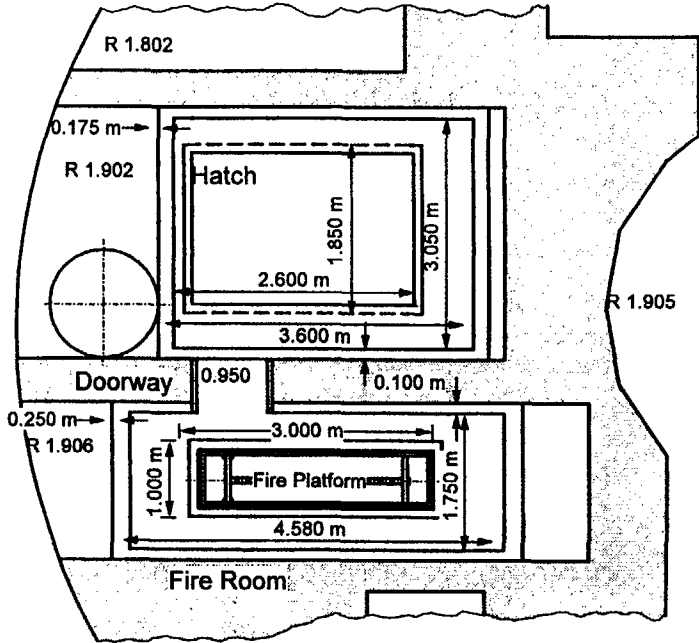 R 1.802
0.175 m
R 1.902
Hatch
1.850 m
3.050 m
2.600 m
3.600 m
R 1.905
Doorway
0.950
0.100 m
0.250 m
R 1.906
3.000 m
1.000 m
Fire Platform
1.750 m
4.580 m
Fire Room